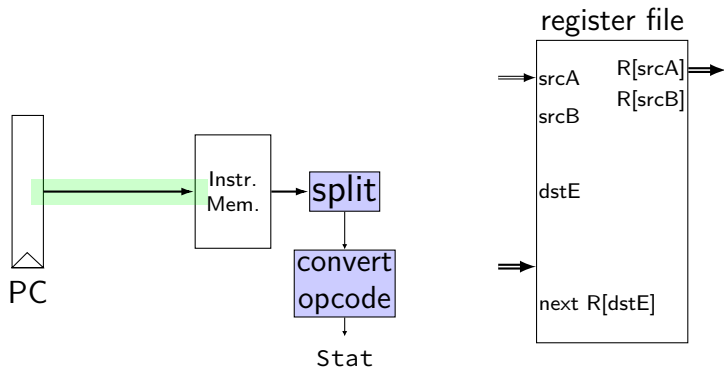 register file
srcA
R[srcA]
R[srcB]
srcB
Instr.
Mem.
split
dstE
convert
opcode
PC
next R[dstE]
Stat